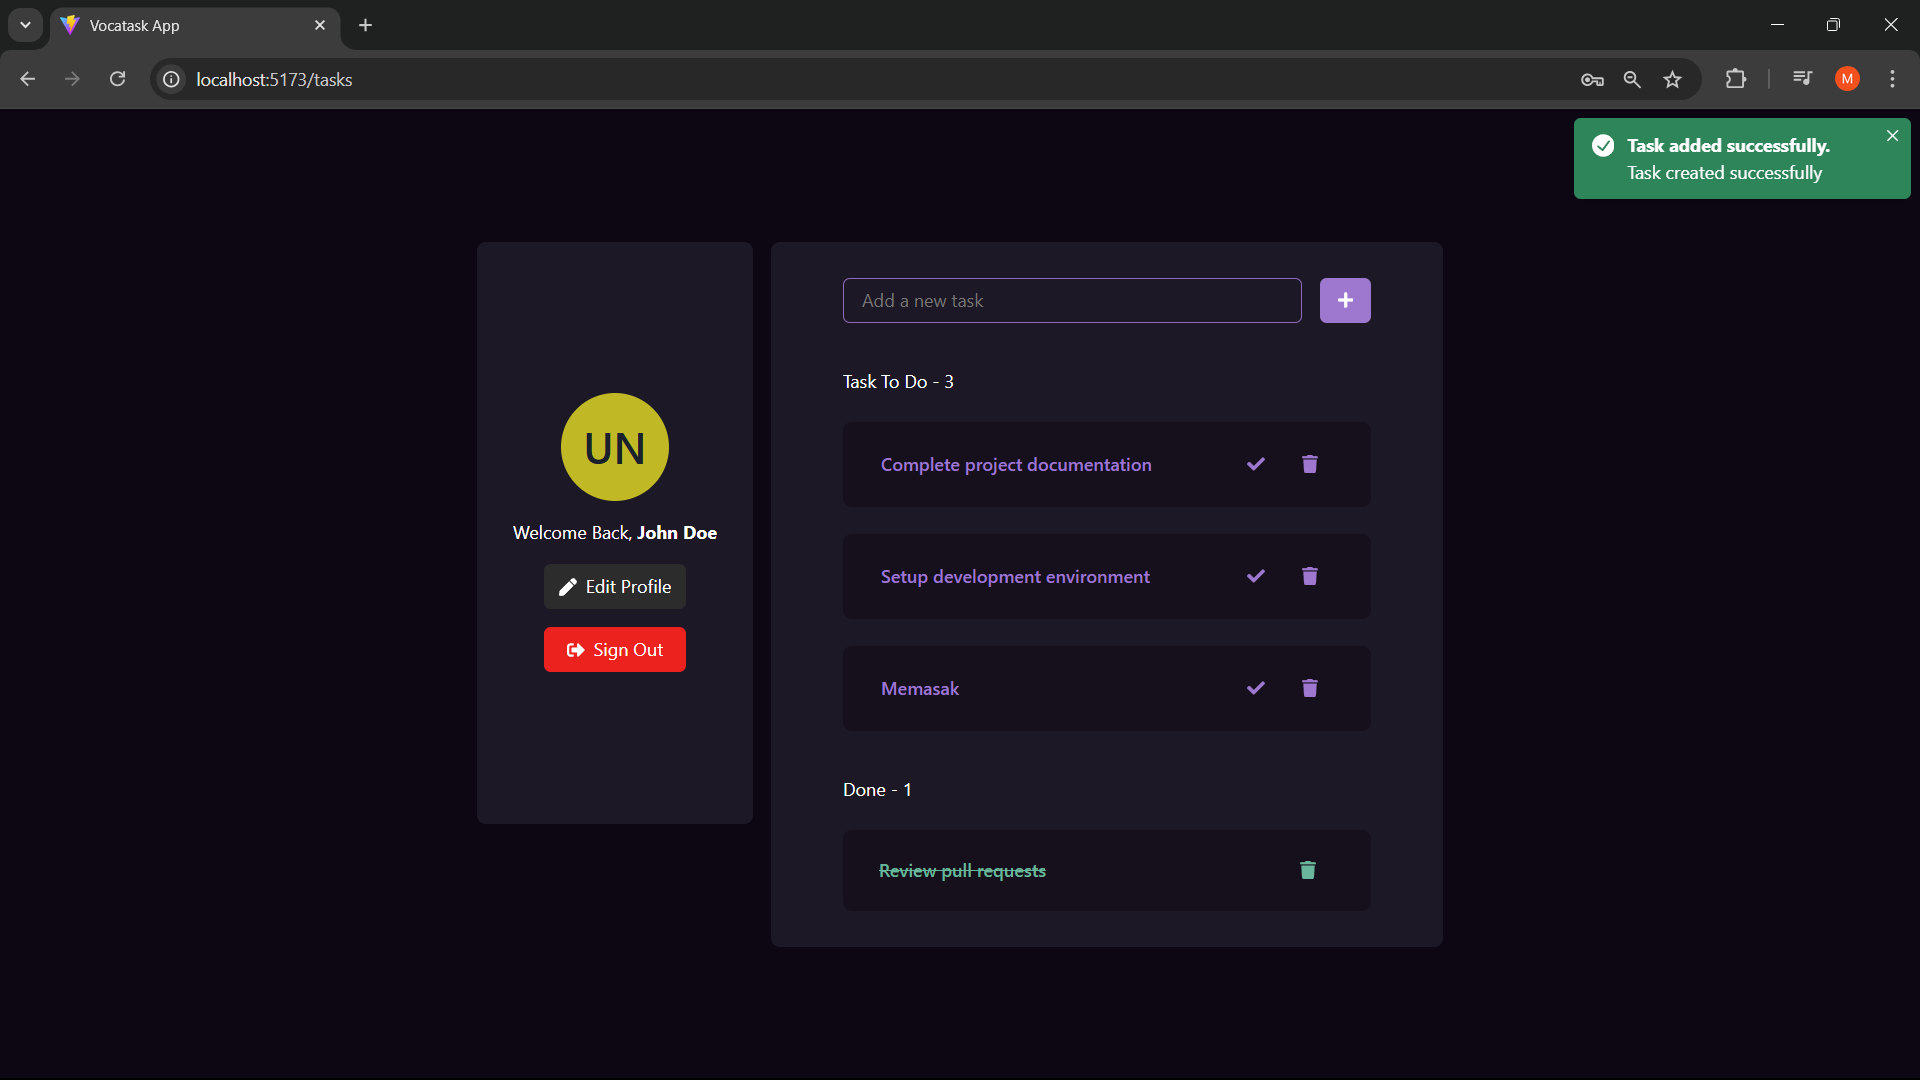 Vocatask App
localhost:5173/tasks
M
Task added successfully.
Task created successfully
UN
Welcome Back, John Doe
Edit Profile
Sign Out
Add a new task
Task To Do - 3
Complete project documentation
Setup development environment
Memasak
Done - 1
Review pull requests